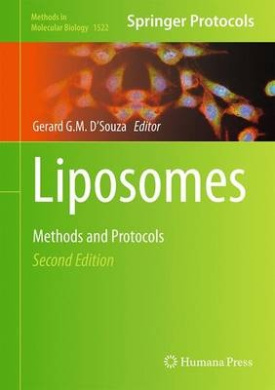 Methods in
Molecular Biology 1522
Springer Protocols
Gerard G.M. D'Souza Editor
Liposomes
Methods and Protocols
Second Edition
Humana Press